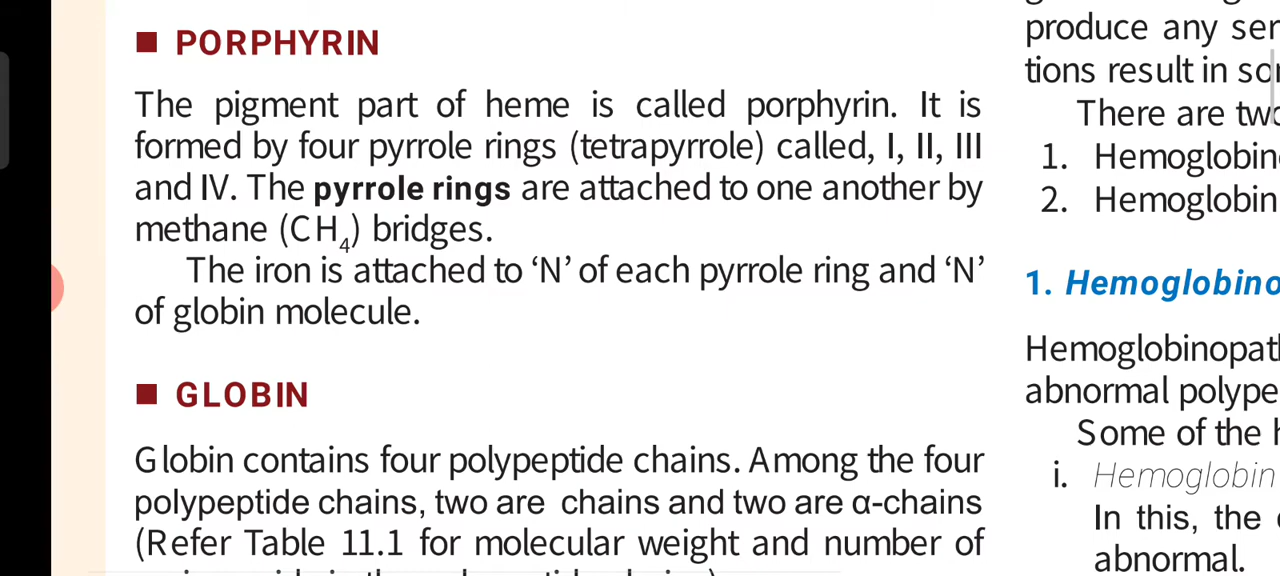 PORPHYRIN
The pigment part of heme is called porphyrin. It is
formed by four pyrrole rings (tetrapyrrole) called, I, II, III
and IV. The pyrrole rings are attached to one another by
methane (CH₄) bridges.
The iron is attached to ‘N’ of each pyrrole ring and ‘N’
of globin molecule.
GLOBIN
Globin contains four polypeptide chains. Among the four
polypeptide chains, two are chains and two are α-chains
(Refer Table 11.1 for molecular weight and number of
produce any
tions result in
There are
1. Hemoglobin
2. Hemoglobin
1. Hemoglobino
Hemoglobinopat
abnormal polype
Some of the
i. Hemoglobin
In this, the
abnormal.